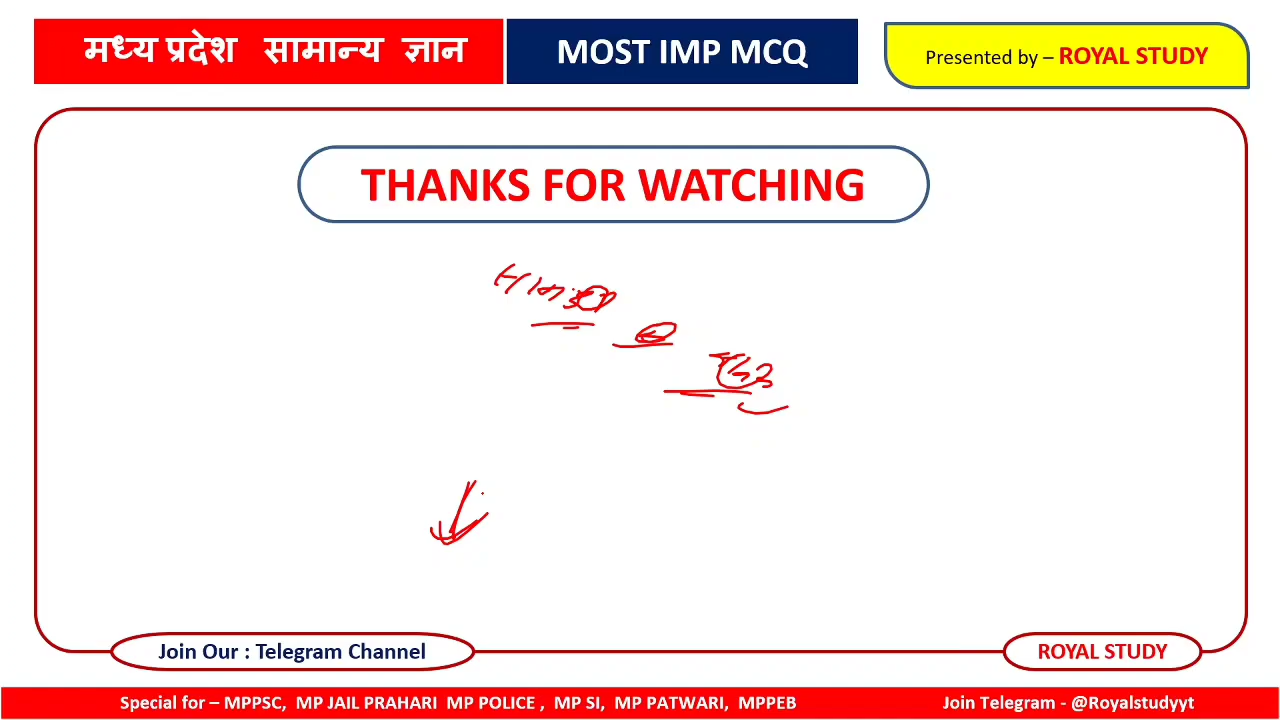 मध्य प्रदेश सामान्य ज्ञान
MOST IMP MCQ
Presented by – ROYAL STUDY
THANKS FOR WATCHING
Join Our : Telegram Channel
ROYAL STUDY
Special for – MPPSC, MP JAIL PRAHARI MP POLICE , MP SI, MP PATWARI, MPPEB
Join Telegram - @Royalstudyyt